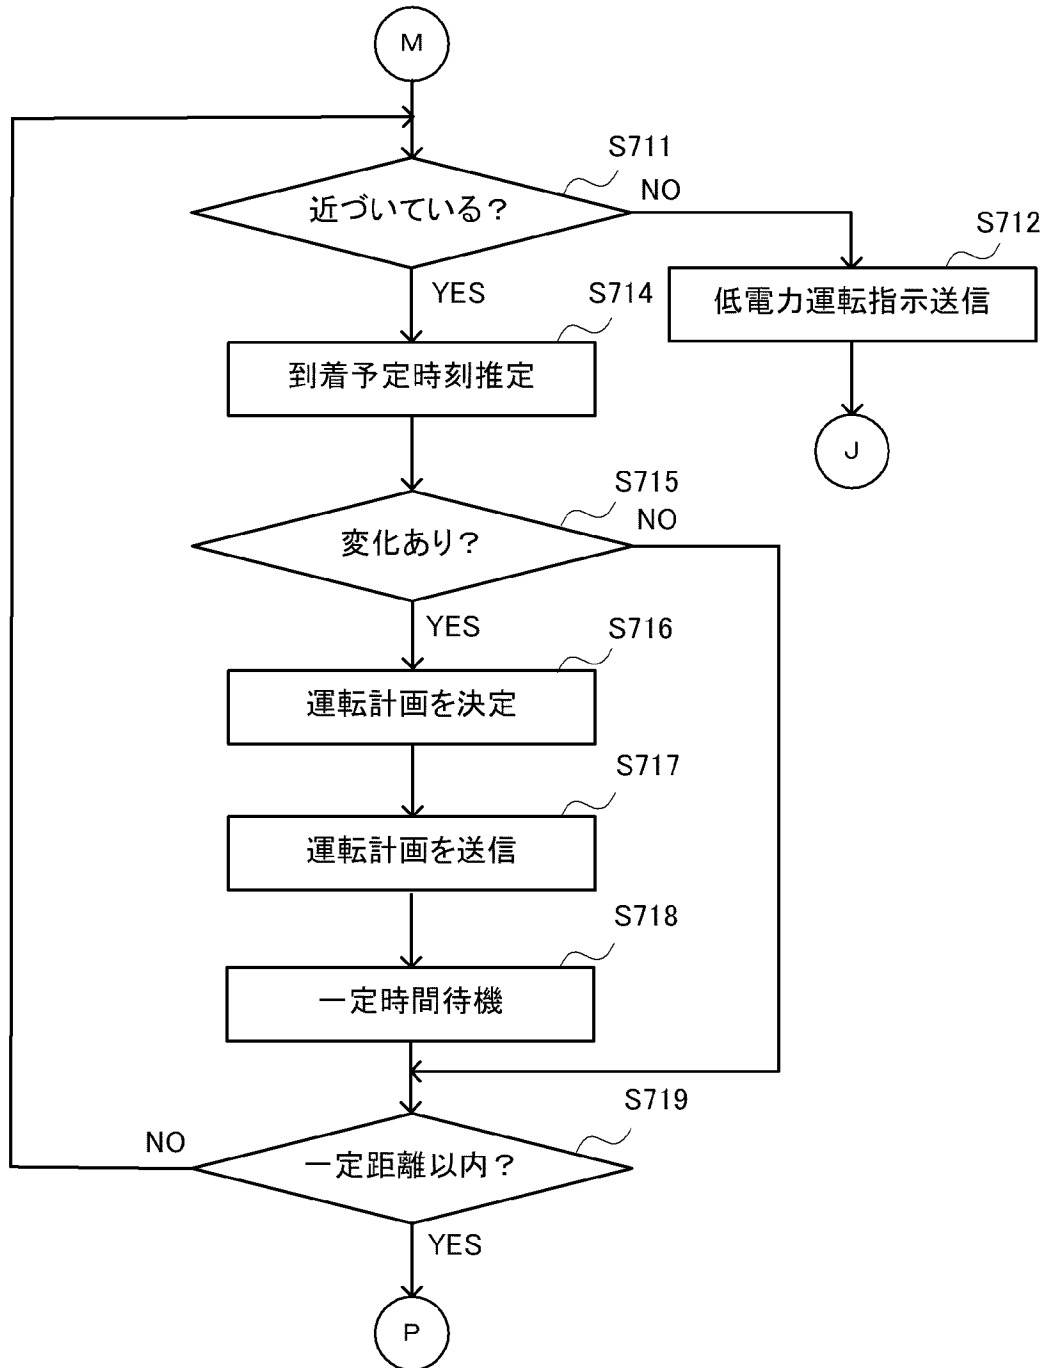 M
S711
近づいている？
NO
S712
低電力運転指示送信
YES
S714
到着予定時刻推定
J
S715
変化あり？
NO
YES
S716
運転計画を決定
S717
運転計画を送信
S718
一定時間待機
S719
一定距離以内？
NO
YES
P